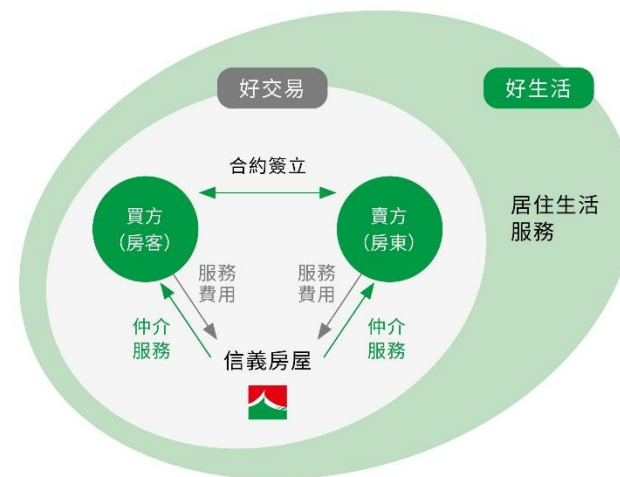 好交易
好生活
合約簽立
買方
（房客）
賣方
（房東）
居住生活
服務
服務
費用
服務
費用
仲介
服務
仲介
服務
信義房屋